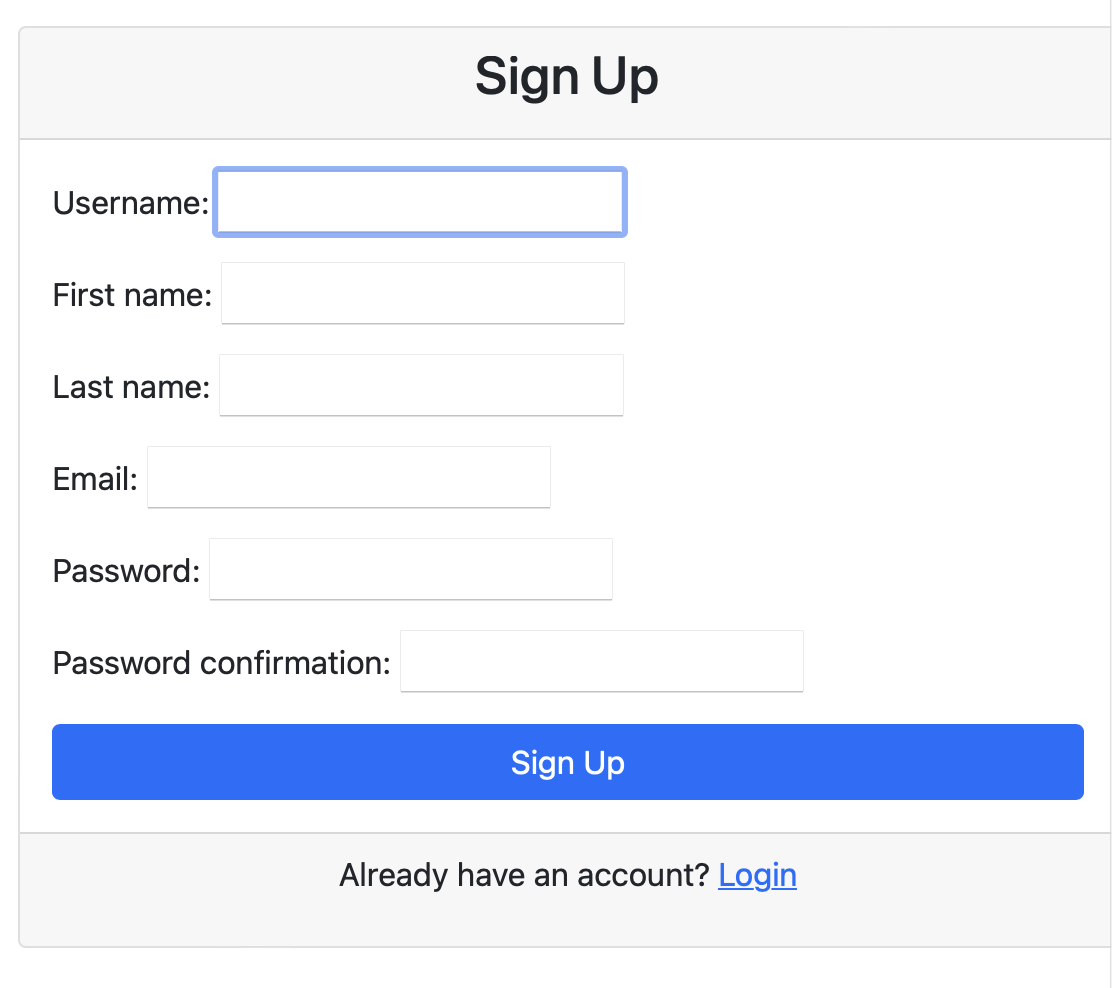 Sign Up
Username:
First name:
Last name:
Email:
Password:
Password confirmation:
Sign Up
Already have an account? Login